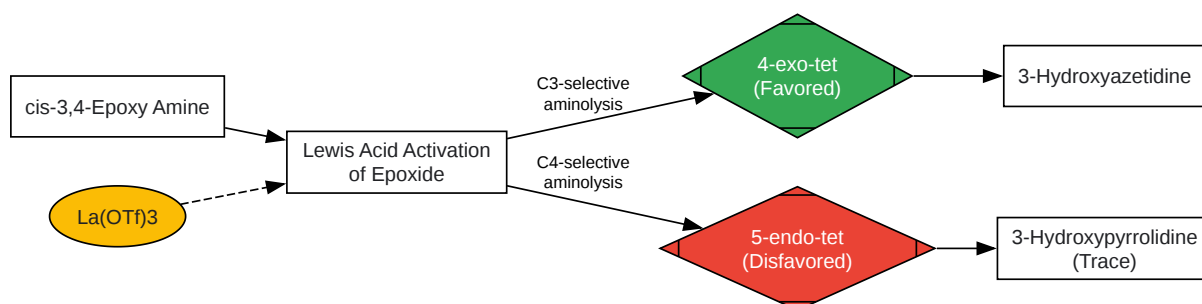 cis-3,4-Epoxy Amine
La(OTf)3
Lewis Acid Activation
of Epoxide
C3-selective
aminolysis
C4-selective
aminolysis
4-exo-tet
(Favored)
3-Hydroxyazetidine
5-endo-tet
(Disfavored)
3-Hydroxypyrrolidine
(Trace)